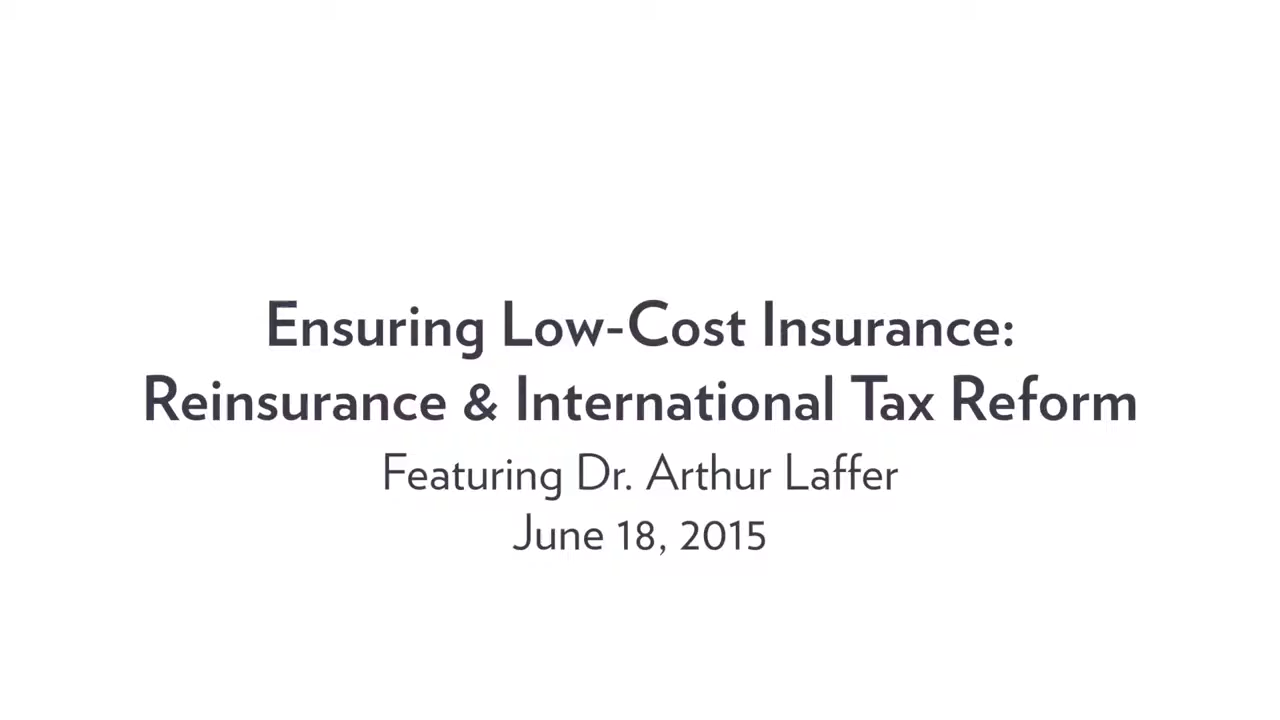 Ensuring Low-Cost Insurance:
Reinsurance & International Tax Reform
Featuring Dr. Arthur Laffer
June 18, 2015